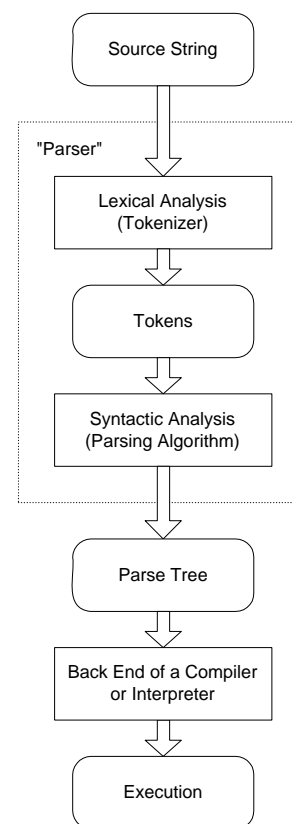 Source String
"Parser"
Lexical Analysis
(Tokenizer)
Tokens
Syntactic Analysis
(Parsing Algorithm)
Parse Tree
Back End of a Compiler
or Interpreter
Execution